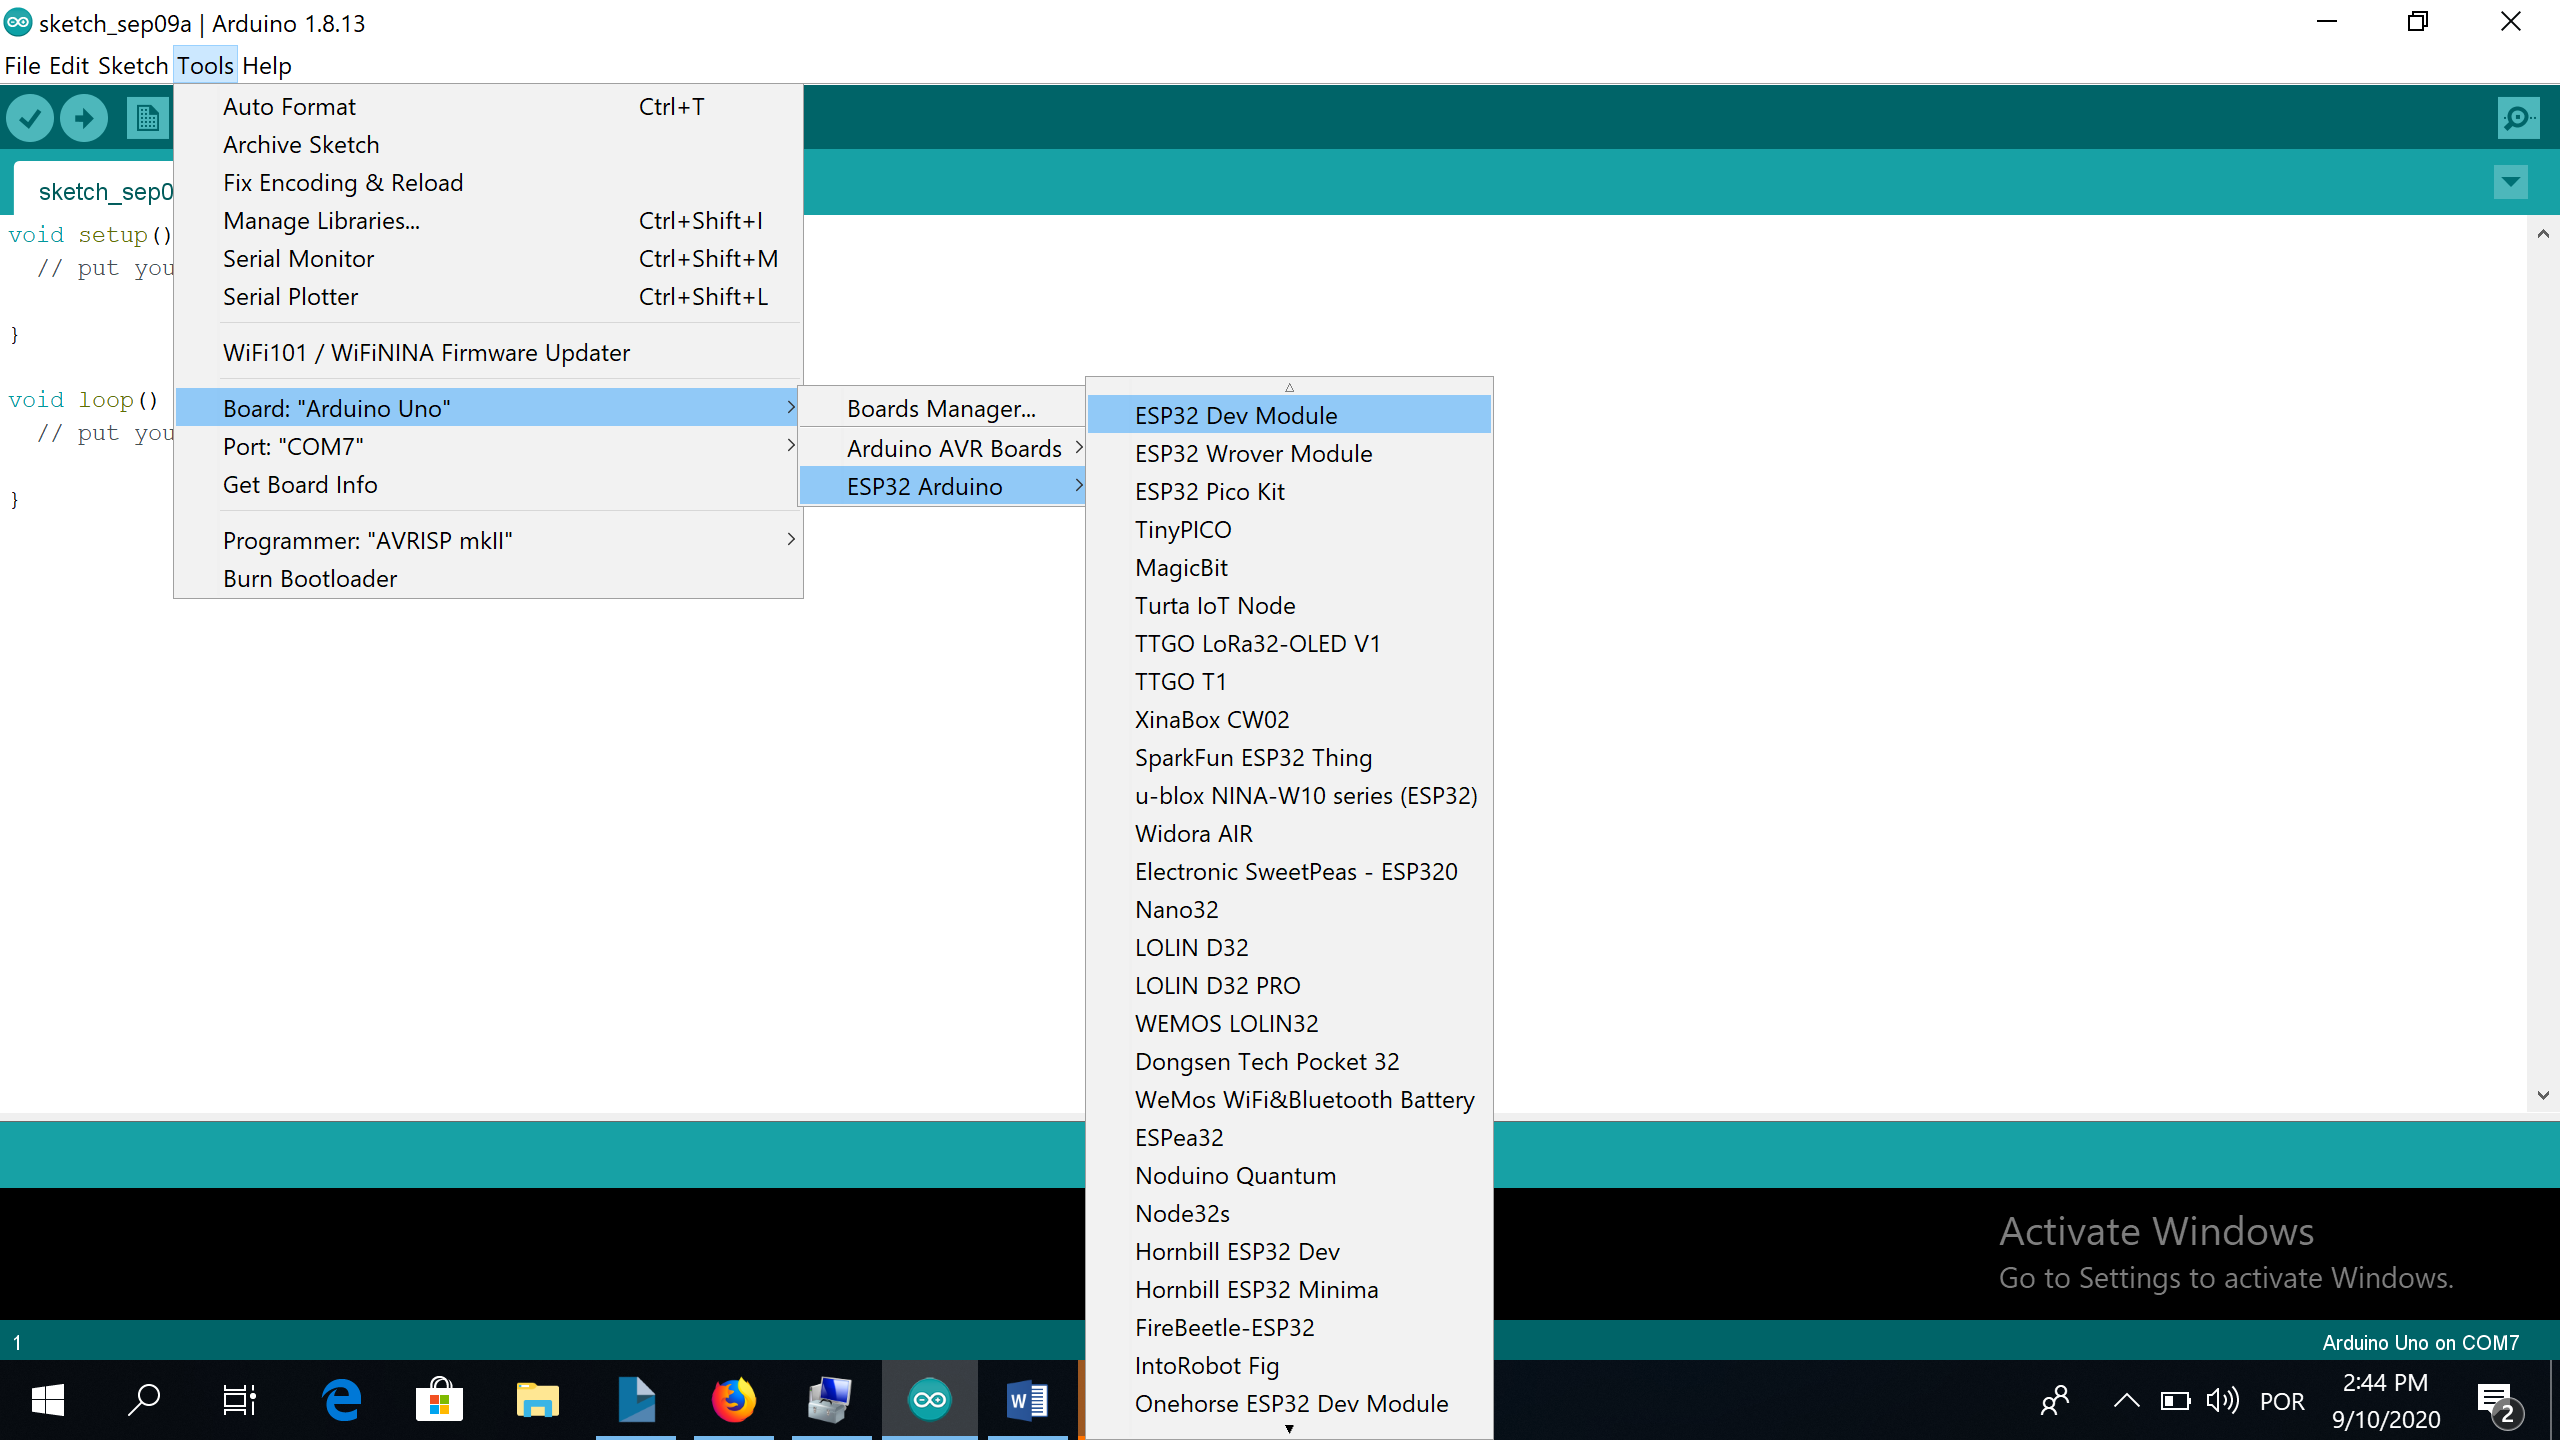 sketch_sep09a | Arduino 1.8.13
File Edit Sketch Tools Help
Auto Format Ctrl+T
Archive Sketch
Fix Encoding & Reload
Manage Libraries... Ctrl+Shift+I
Serial Monitor Ctrl+Shift+M
Serial Plotter Ctrl+Shift+L
WiFi101 / WiFiNINA Firmware Updater
Board: "Arduino Uno"
Port: "COM7"
Get Board Info
Programmer: "AVRISP mkII"
Burn Bootloader
sketch_sep0
void setup()
// put you
}
void loop()
// put you
}
Boards Manager...
Arduino AVR Boards
ESP32 Arduino
ESP32 Dev Module
ESP32 Wrover Module
ESP32 Pico Kit
TinyPICO
MagicBit
Turta IoT Node
TTGO LoRa32-OLED V1
TTGO T1
XinaBox CW02
SparkFun ESP32 Thing
u-blox NINA-W10 series (ESP32)
Widora AIR
Electronic SweetPeas - ESP320
Nano32
LOLIN D32
LOLIN D32 PRO
WEMOS LOLIN32
Dongsen Tech Pocket 32
WeMos WiFi&Bluetooth Battery
ESPea32
Noduino Quantum
Node32s
Hornbill ESP32 Dev
Hornbill ESP32 Minima
FireBeetle-ESP32
IntoRobot Fig
Onehorse ESP32 Dev Module
Activate Windows
Go to Settings to activate Windows.
1
Arduino Uno on COM7
POR
2:44 PM
9/10/2020
2